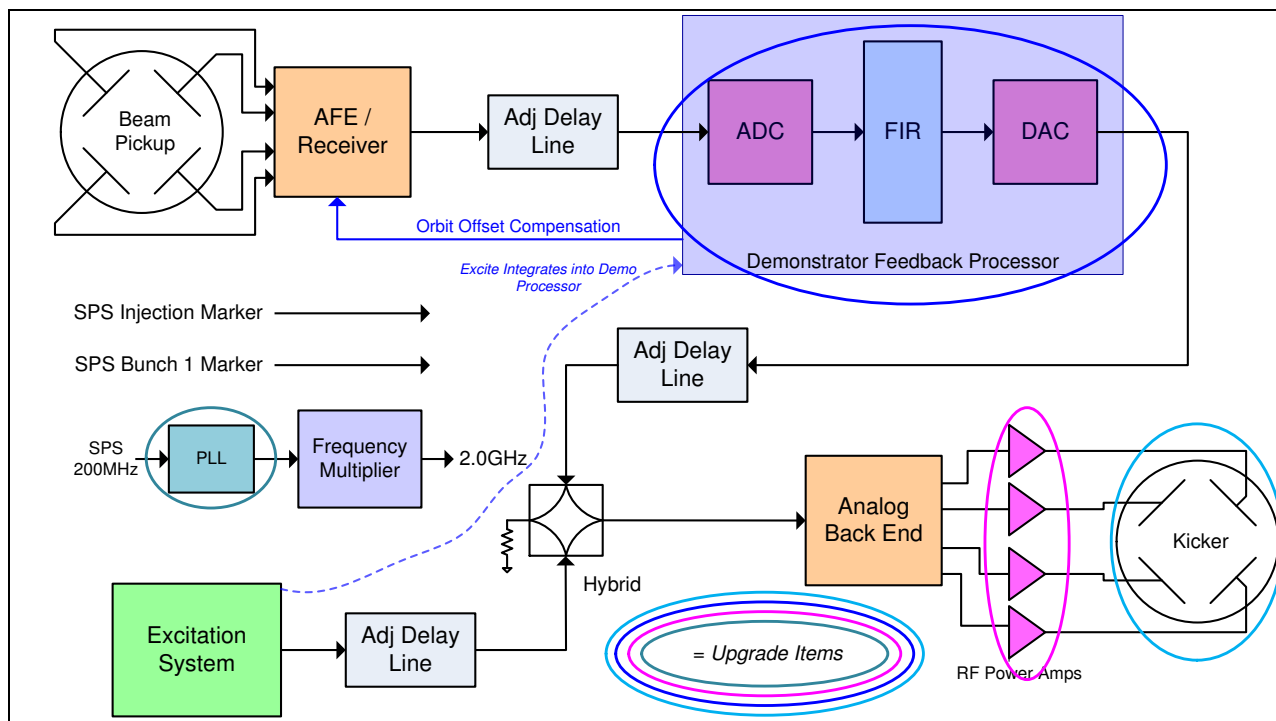 Beam
Pickup
AFE /
Receiver
Adj Delay
Line
ADC
FIR
DAC
Demonstrator Feedback Processor
Orbit Offset Compensation
Excite Integrates into Demo
Processor
SPS Injection Marker
SPS Bunch 1 Marker
Adj Delay
Line
SPS
200MHz
PLL
Frequency
Multiplier
2.0GHz
Hybrid
Analog
Back End
Kicker
RF Power Amps
Excitation
System
Adj Delay
Line
= Upgrade Items